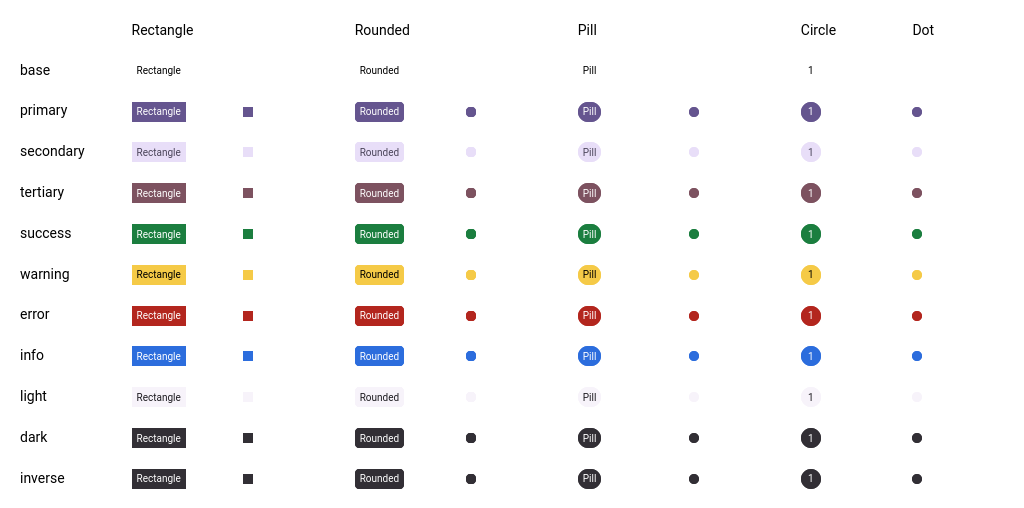 Rectangle Rounded Pill Circle Dot
base Rectangle Rounded Pill 1
primary Rectangle Rounded Pill 1
secondary Rectangle Rounded Pill 1
tertiary Rectangle Rounded Pill 1
success Rectangle Rounded Pill 1
warning Rectangle Rounded Pill 1
error Rectangle Rounded Pill 1
info Rectangle Rounded Pill 1
light Rectangle Rounded Pill 1
dark Rectangle Rounded Pill 1
inverse Rectangle Rounded Pill 1